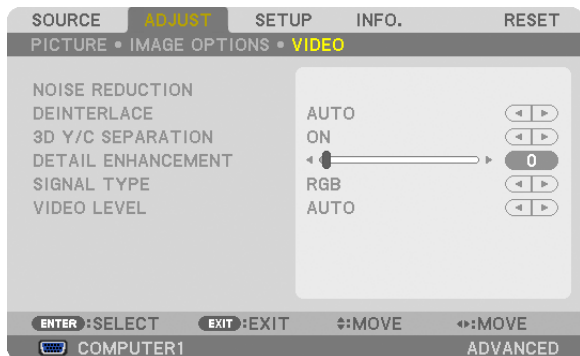 SOURCE ADJUST SETUP INFO. RESET
PICTURE • IMAGE OPTIONS • VIDEO
NOISE REDUCTION
DEINTERLACE AUTO
3D Y/C SEPARATION ON
DETAIL ENHANCEMENT 0
SIGNAL TYPE RGB
VIDEO LEVEL AUTO
ENTER :SELECT EXIT :EXIT :MOVE :MOVE
COMPUTER1 ADVANCED